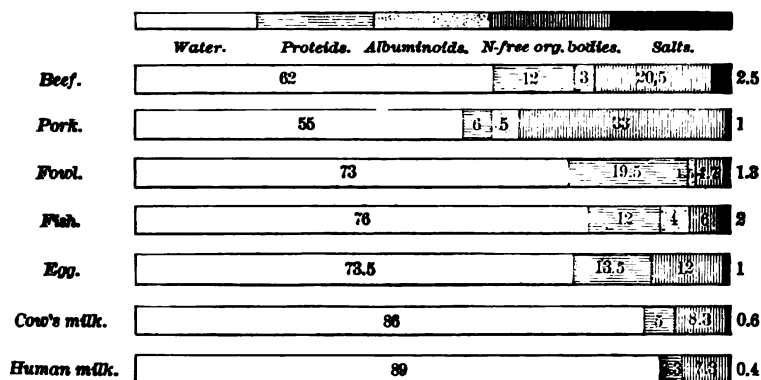 Water. Proteids. Albuminoids. N-free org. bodies. Salts.
Beef. 62 12 3 20,5 2.5
Pork. 55 6 5 33 1
Fowl. 73 19.5 1.3
Fish. 76 12 4 6 2
Egg. 73.5 13.5 12 1
Cow's milk. 86 5 8.3 0.6
Human milk. 89 7.3 0.4